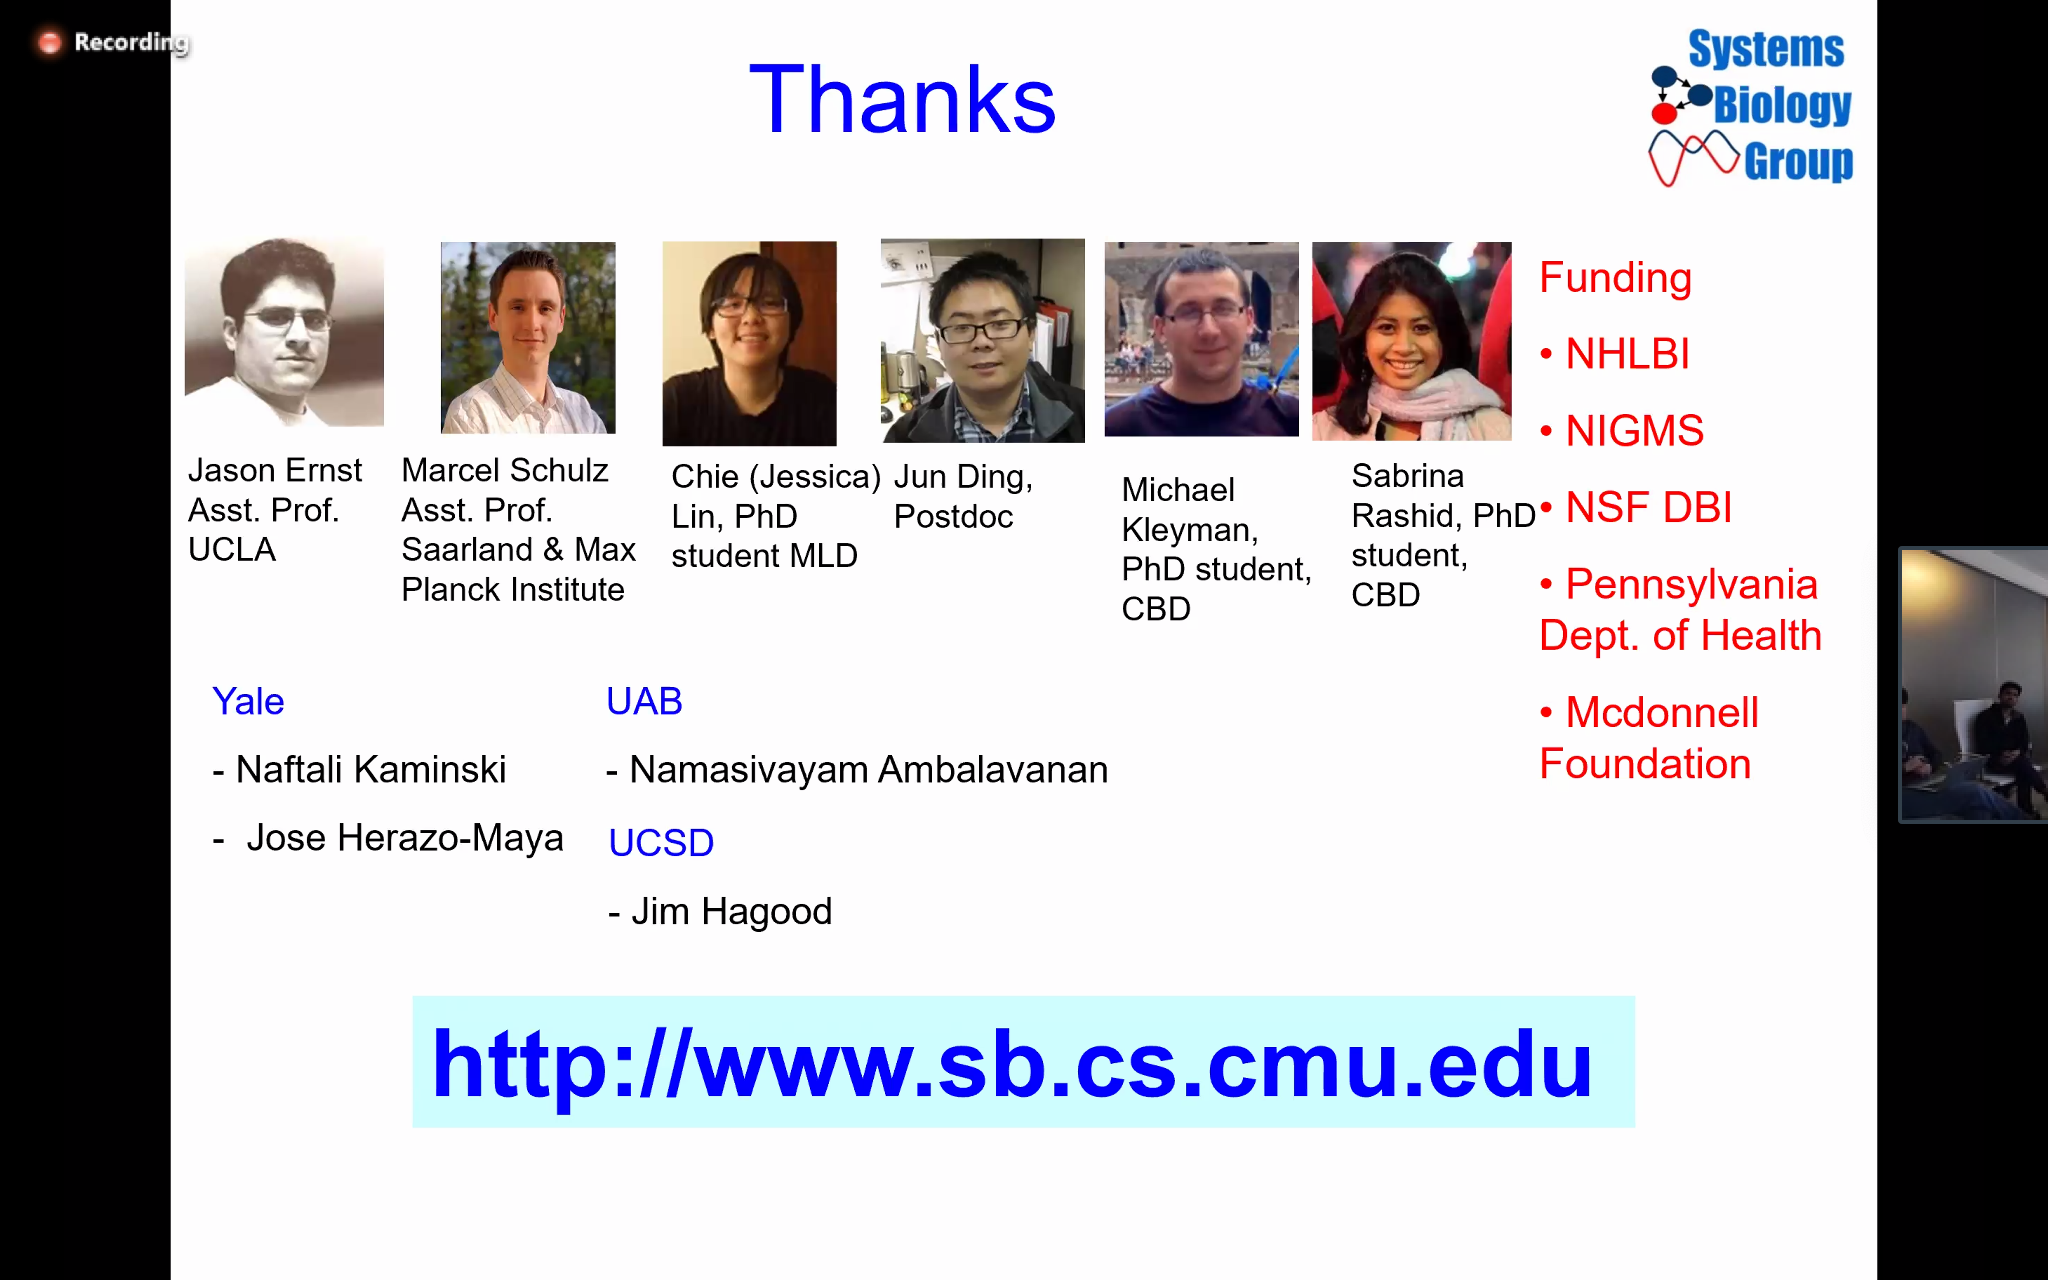 Recording
Thanks
Systems
Biology
Group
Jason Ernst
Asst. Prof.
UCLA
Marcel Schulz
Asst. Prof.
Saarland & Max
Planck Institute
Chie (Jessica)
Lin, PhD
student MLD
Jun Ding,
Postdoc
Michael
Kleyman,
PhD student,
CBD
Sabrina
Rashid, PhD
student,
CBD
Funding
• NHLBI
• NIGMS
• NSF DBI
• Pennsylvania
Dept. of Health
• Mcdonnell
Foundation
Yale
- Naftali Kaminski
- Jose Herazo-Maya
UAB
- Namasivayam Ambalavanan
UCSD
- Jim Hagood
http://www.sb.cs.cmu.edu